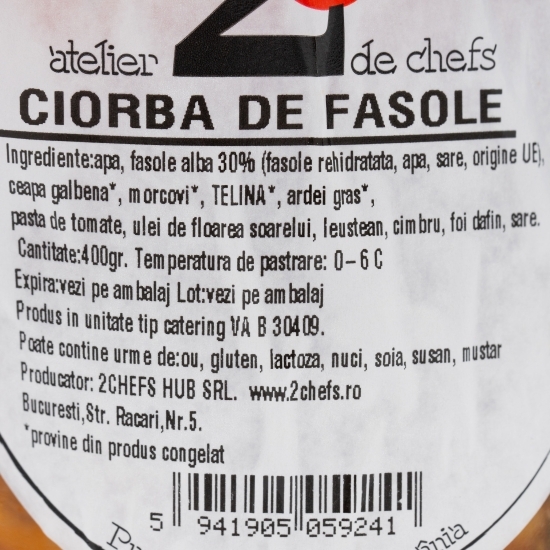 2
atelier de chefs
CIORBA DE FASOLE
Ingrediente:apa, fasole alba 30% (fasole rehidratata, apa, sare, origine UE),
ceapa galbena*, morcovi*, TELINA*, ardei gras*,
pasta de tomate, ulei de floarea soarelui, leustean, cimbru, foi dafin, sare.
Cantitate:400gr. Temperatura de pastrare: 0-6 C
Expira:vezi pe ambalaj Lot:vezi pe ambalaj
Produs in unitate tip catering VA B 30409.
Poate contine urme de:ou, gluten, lactoza, nuci, soia, susan, mustar
Producator: 2CHEFS HUB SRL. www.2chefs.ro
Bucuresti,Str. Racari,Nr.5.
*provine din produs congelat
5 941905 059241